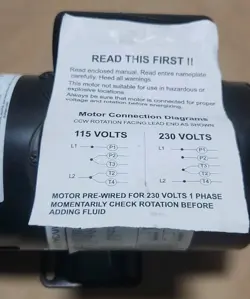 READ THIS FIRST !!
Read enclosed manual. Read entire nameplate
carefully. Heed all warnings.
This motor not suitable for use in hazardous or
explosive locations.
Always be sure that motor is connected for proper
voltage and rotation before energizing.
Motor Connection Diagrams
CCW ROTATION FACING LEAD END AS SHOWN
115 VOLTS 230 VOLTS
L1 P1 L1 P1
P2 P2
T3 T3
T2 T2
L2 T4 L2 T4
MOTOR PRE-WIRED FOR 230 VOLTS 1 PHASE
MOMENTARILY CHECK ROTATION BEFORE
ADDING FLUID